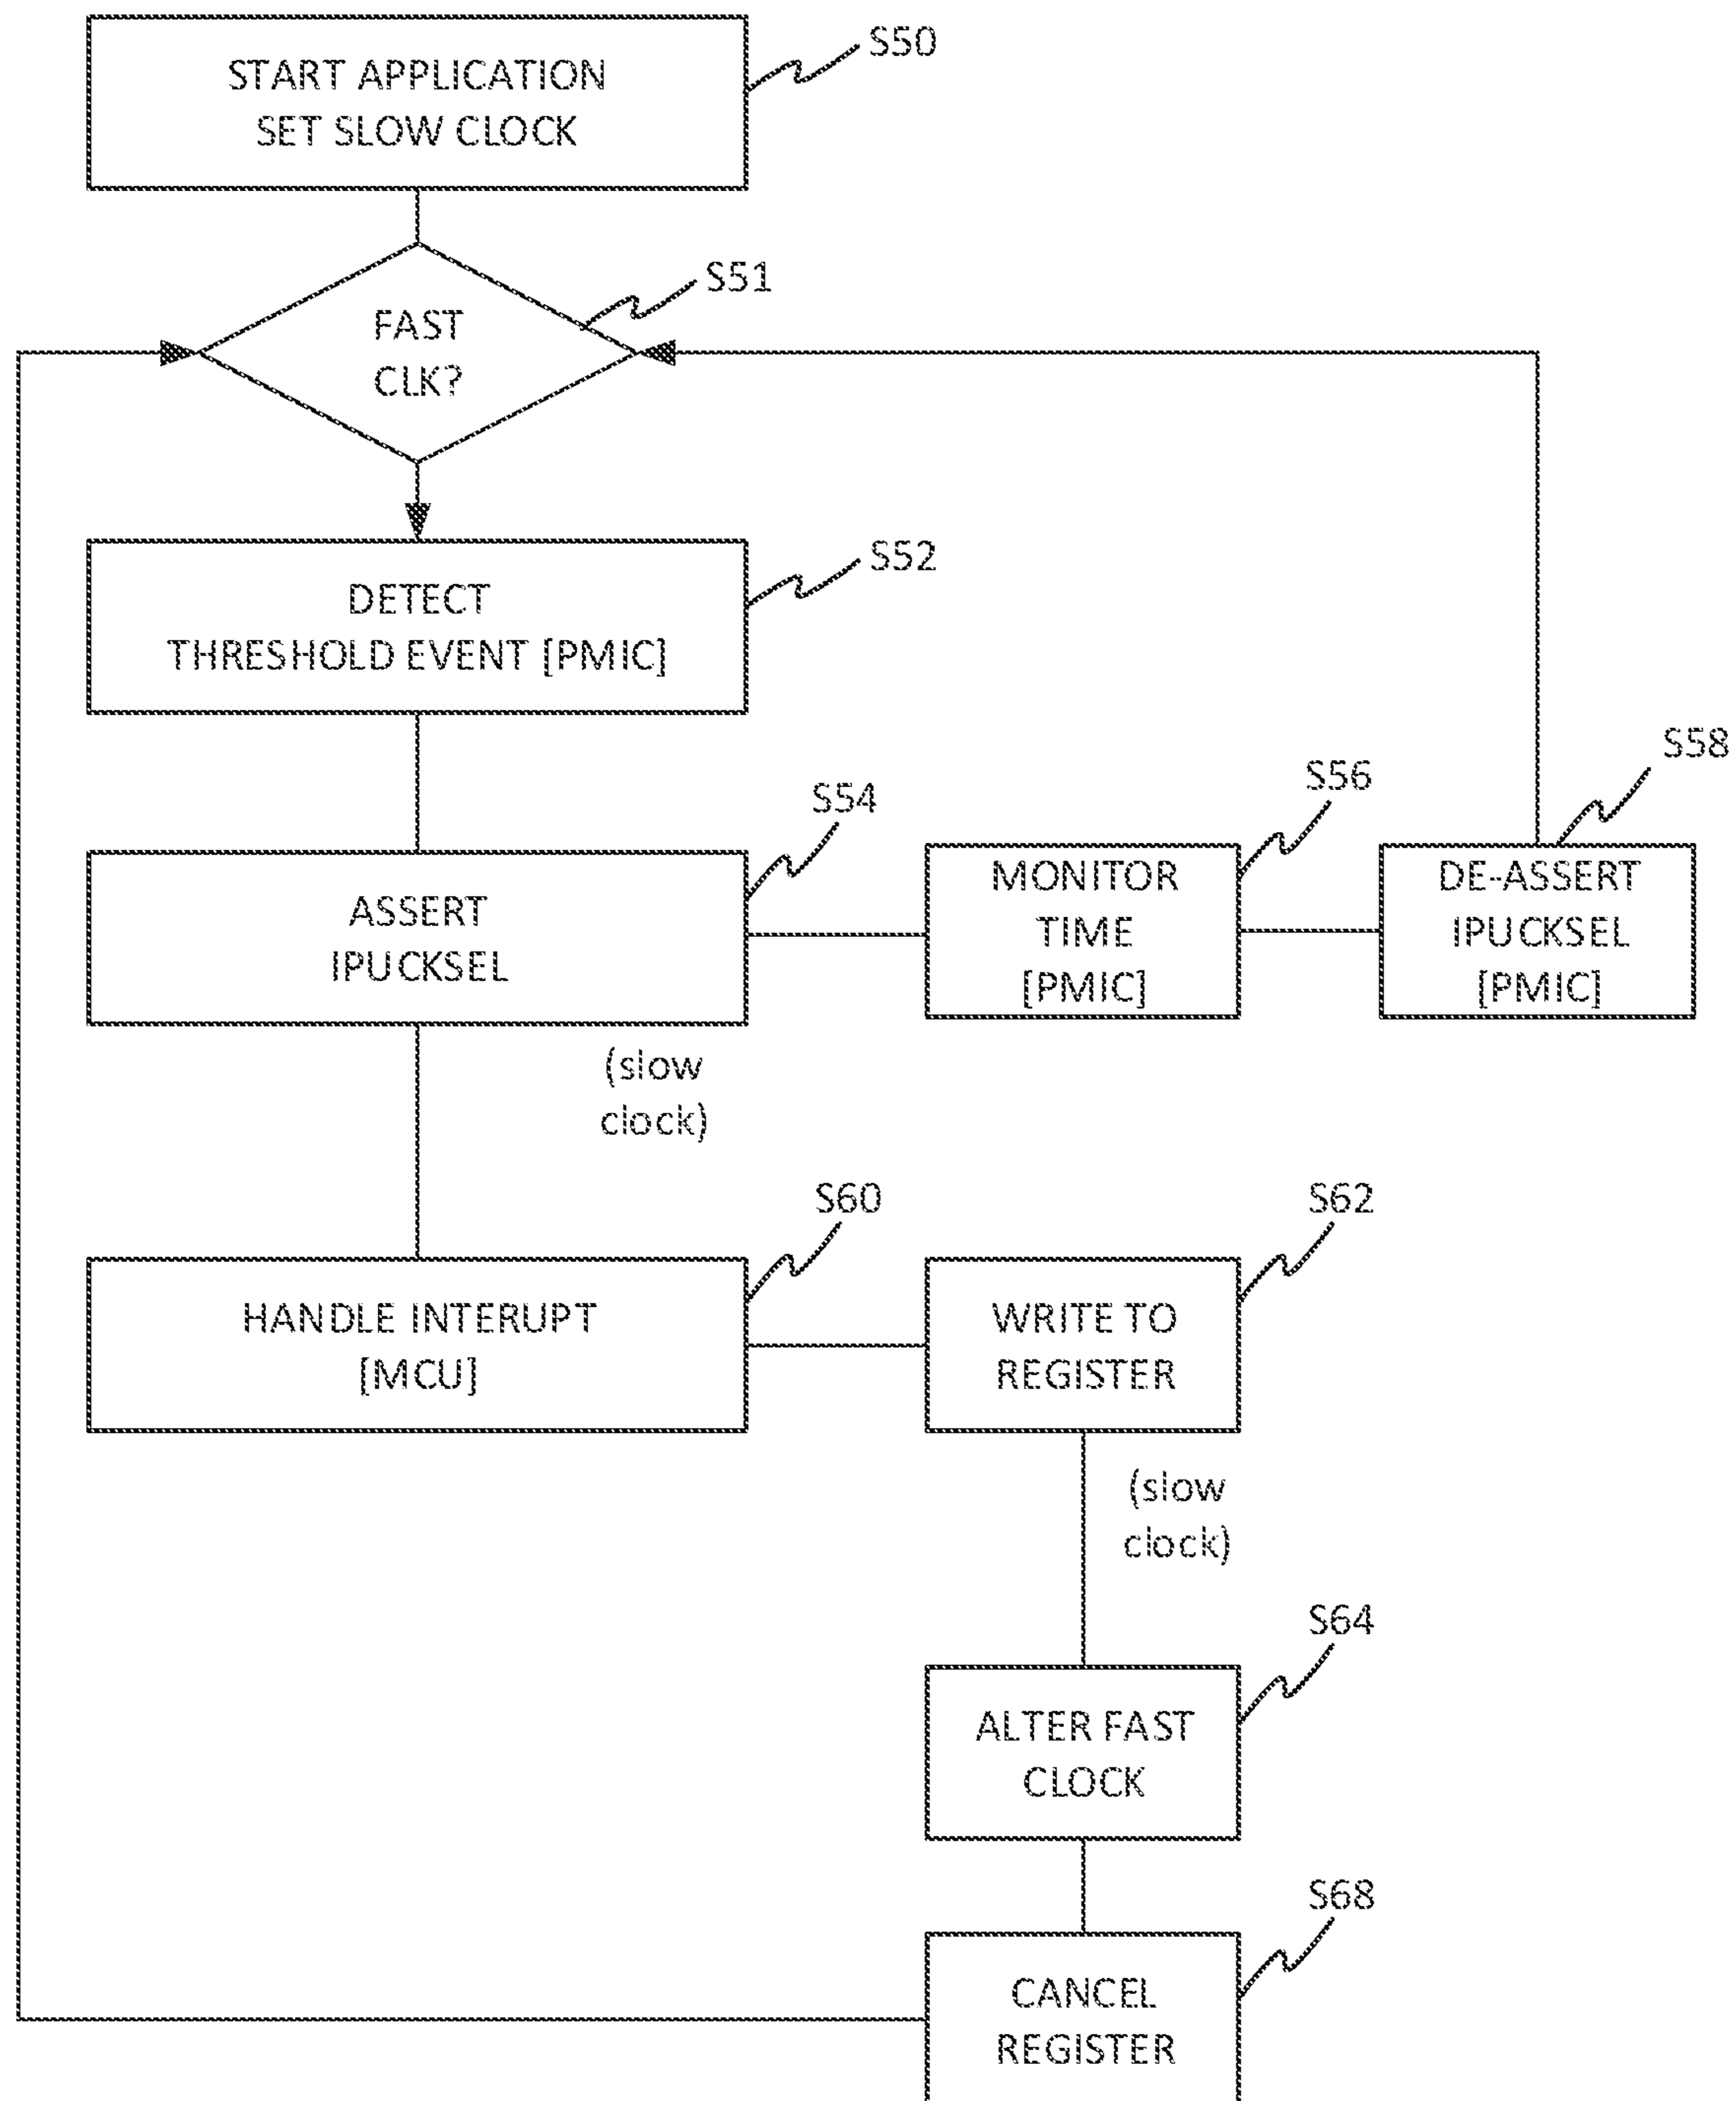 START APPLICATION
SET SLOW CLOCK
S50
FAST
CLK?
S51
DETECT
THRESHOLD EVENT [PMIC]
S52
ASSERT
IPUCKSEL
S54
MONITOR
TIME
[PMIC]
S56
DE-ASSERT
IPUCKSEL
[PMIC]
S58
(slow
clock)
HANDLE INTERUPT
[MCU]
S60
WRITE TO
REGISTER
S62
(slow
clock)
ALTER FAST
CLOCK
S64
CANCEL
REGISTER
S68